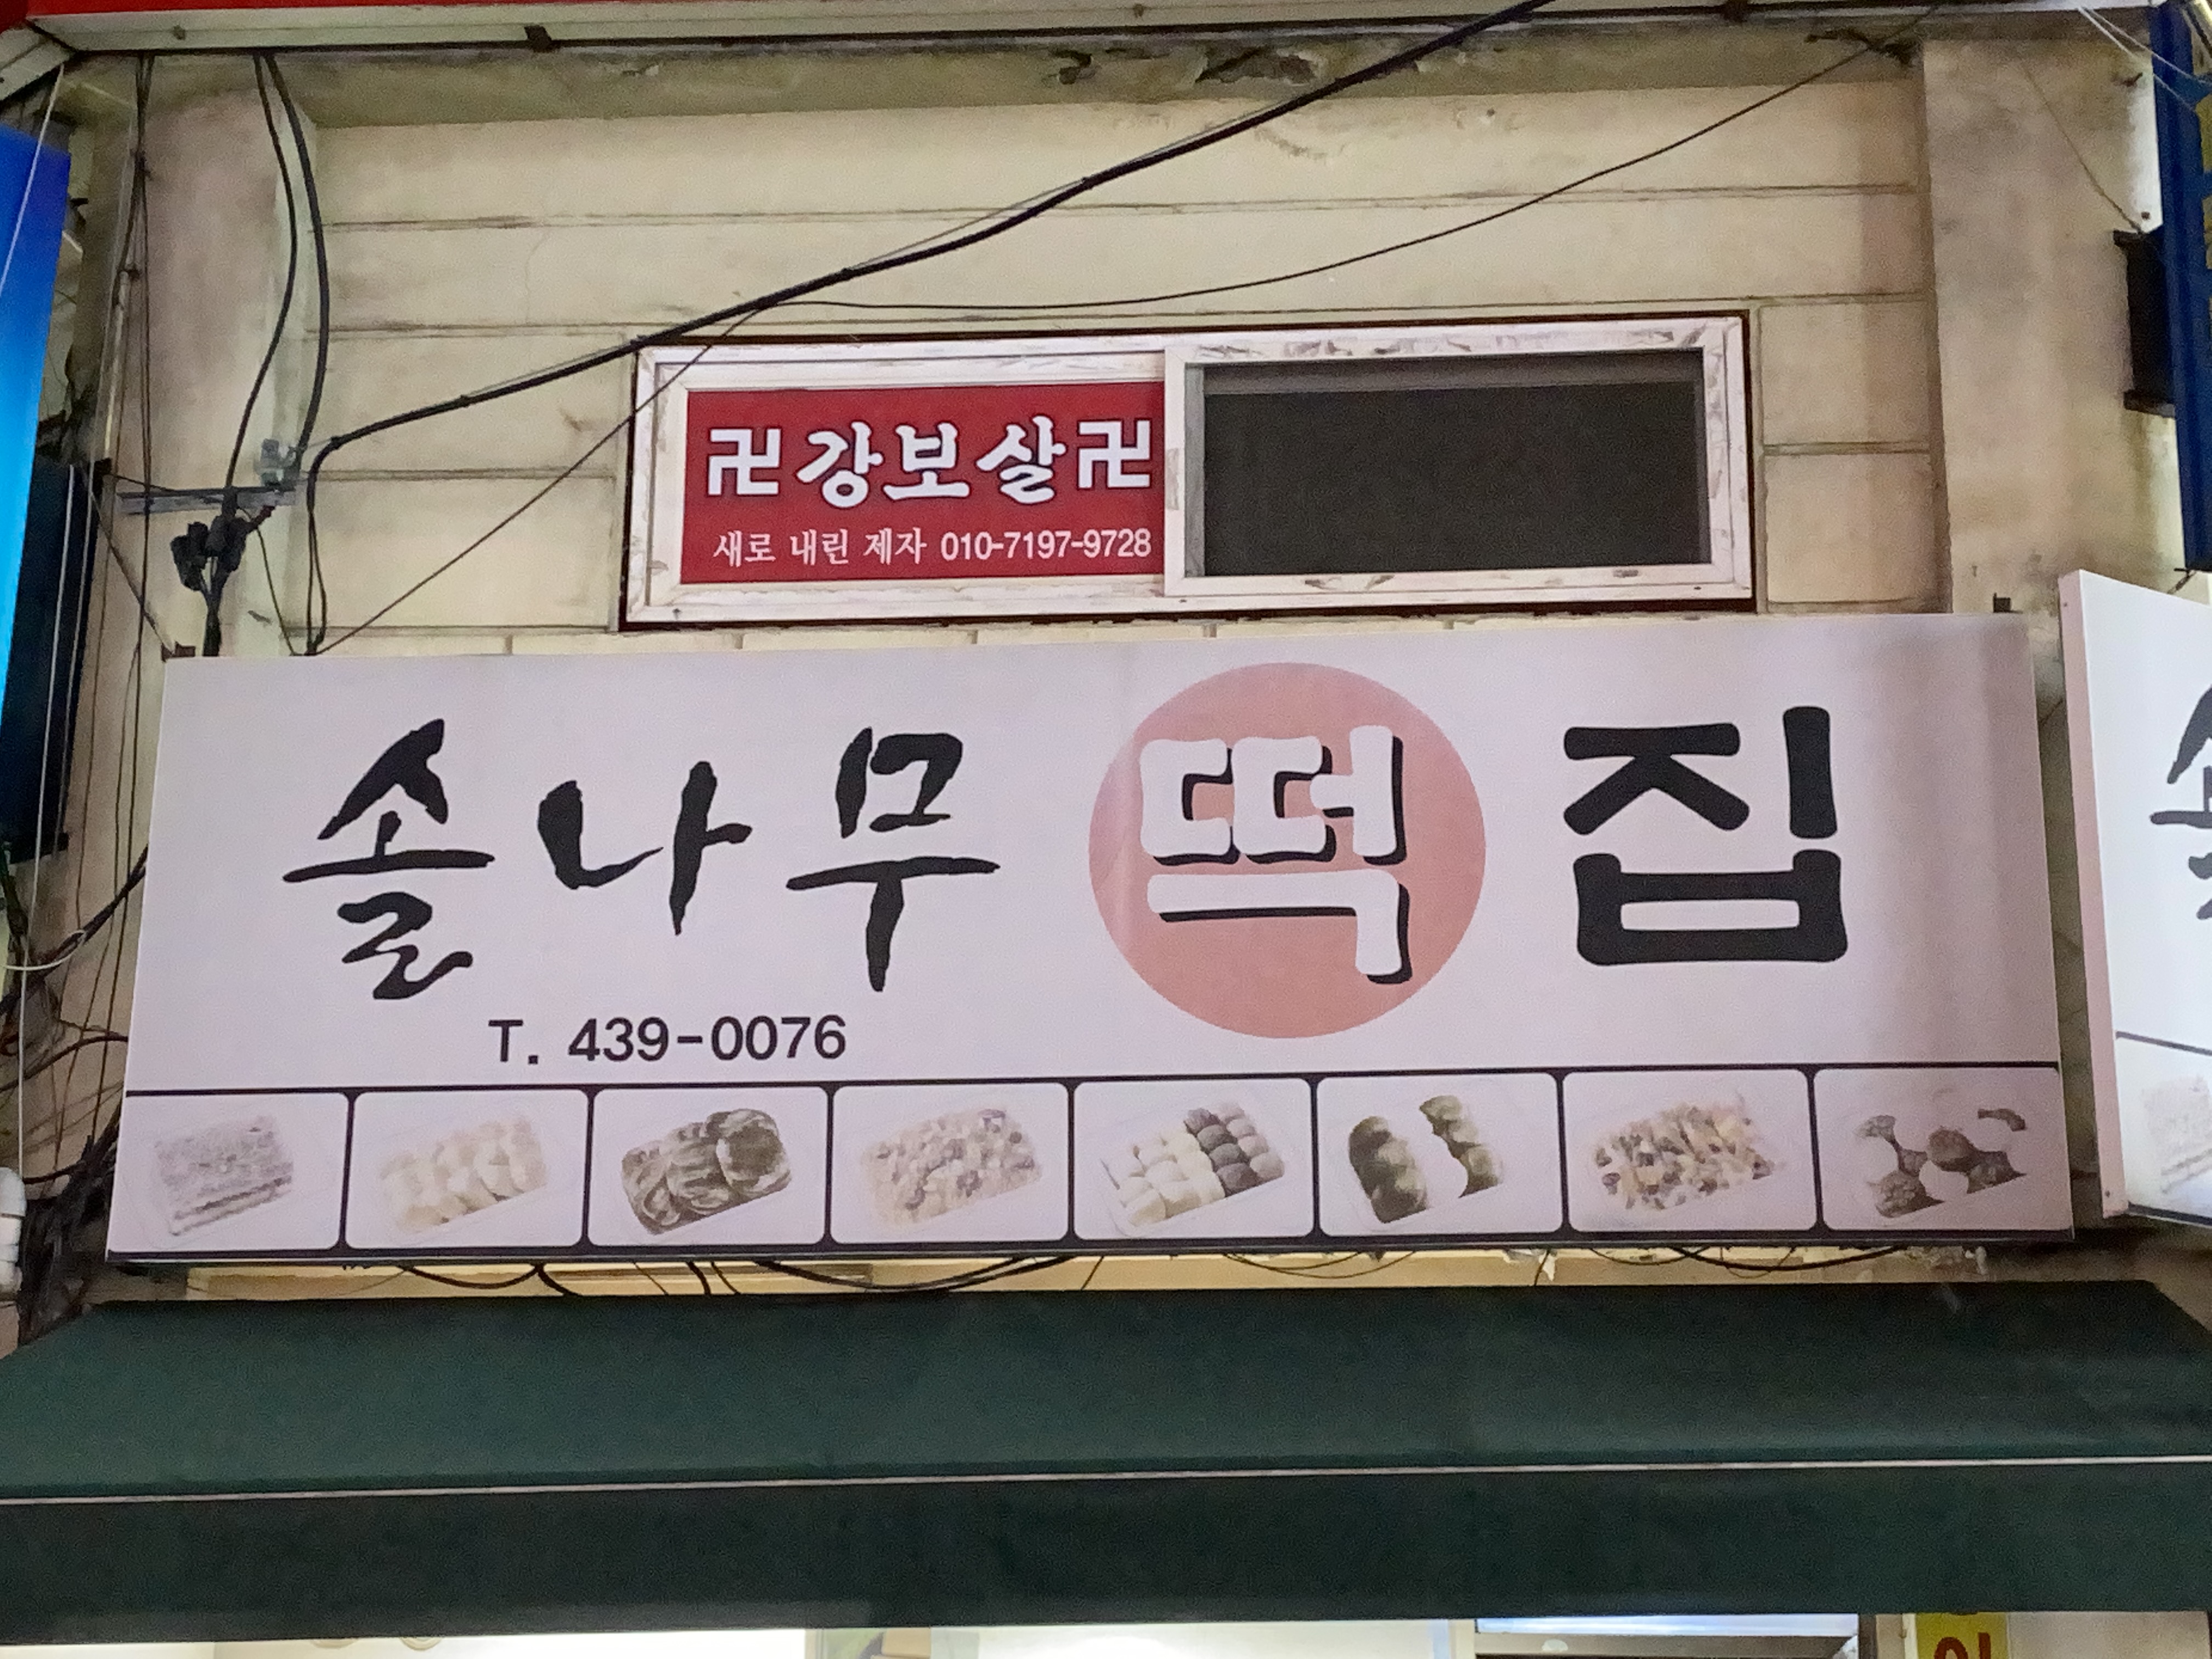 卍강보살卍
새로 내린 제자 010-7197-9728
솔나무 떡 집
T. 439-0076